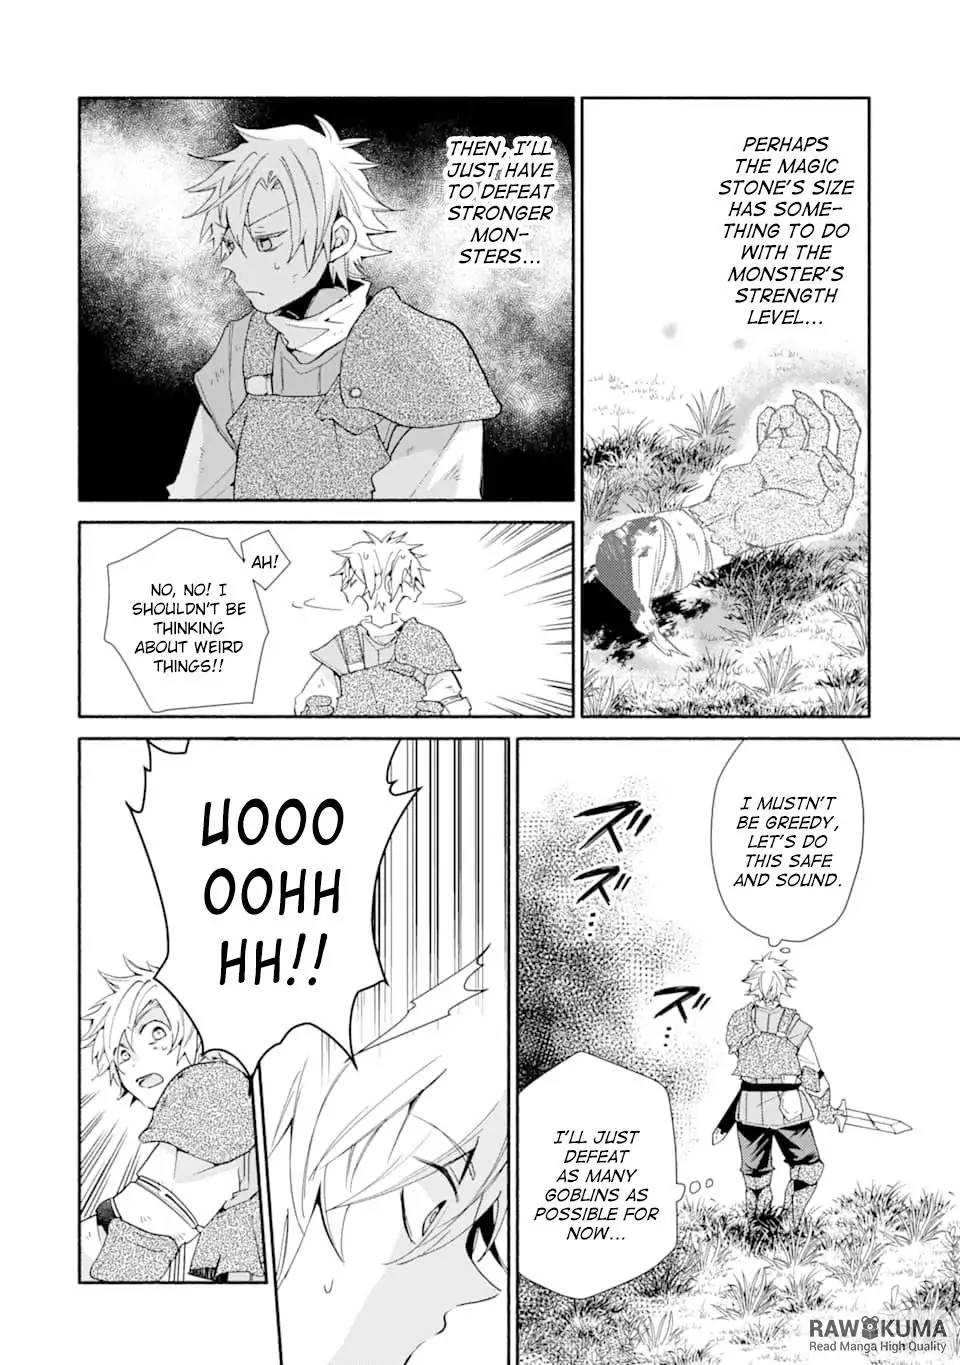 PERHAPS
THE MAGIC
STONE'S SIZE
HAS SOME-
THING TO DO
WITH THE
MONSTER'S
STRENGTH
LEVEL...
THEN, I'LL
JUST HAVE
TO DEFEAT
STRONGER
MON-
STERS...
AH!
NO, NO! I
SHOULDN'T BE
THINKING
ABOUT WEIRD
THINGS!!
I MUSTN'T
BE GREEDY,
LET'S DO
THIS SAFE
AND SOUND.
ズズ...
ズ...
I'LL JUST
DEFEAT
AS MANY
GOBLINS AS
POSSIBLE FOR
NOW...
UOOO
OOHH
HH!!
RAWKUMA
Read Manga High Quality